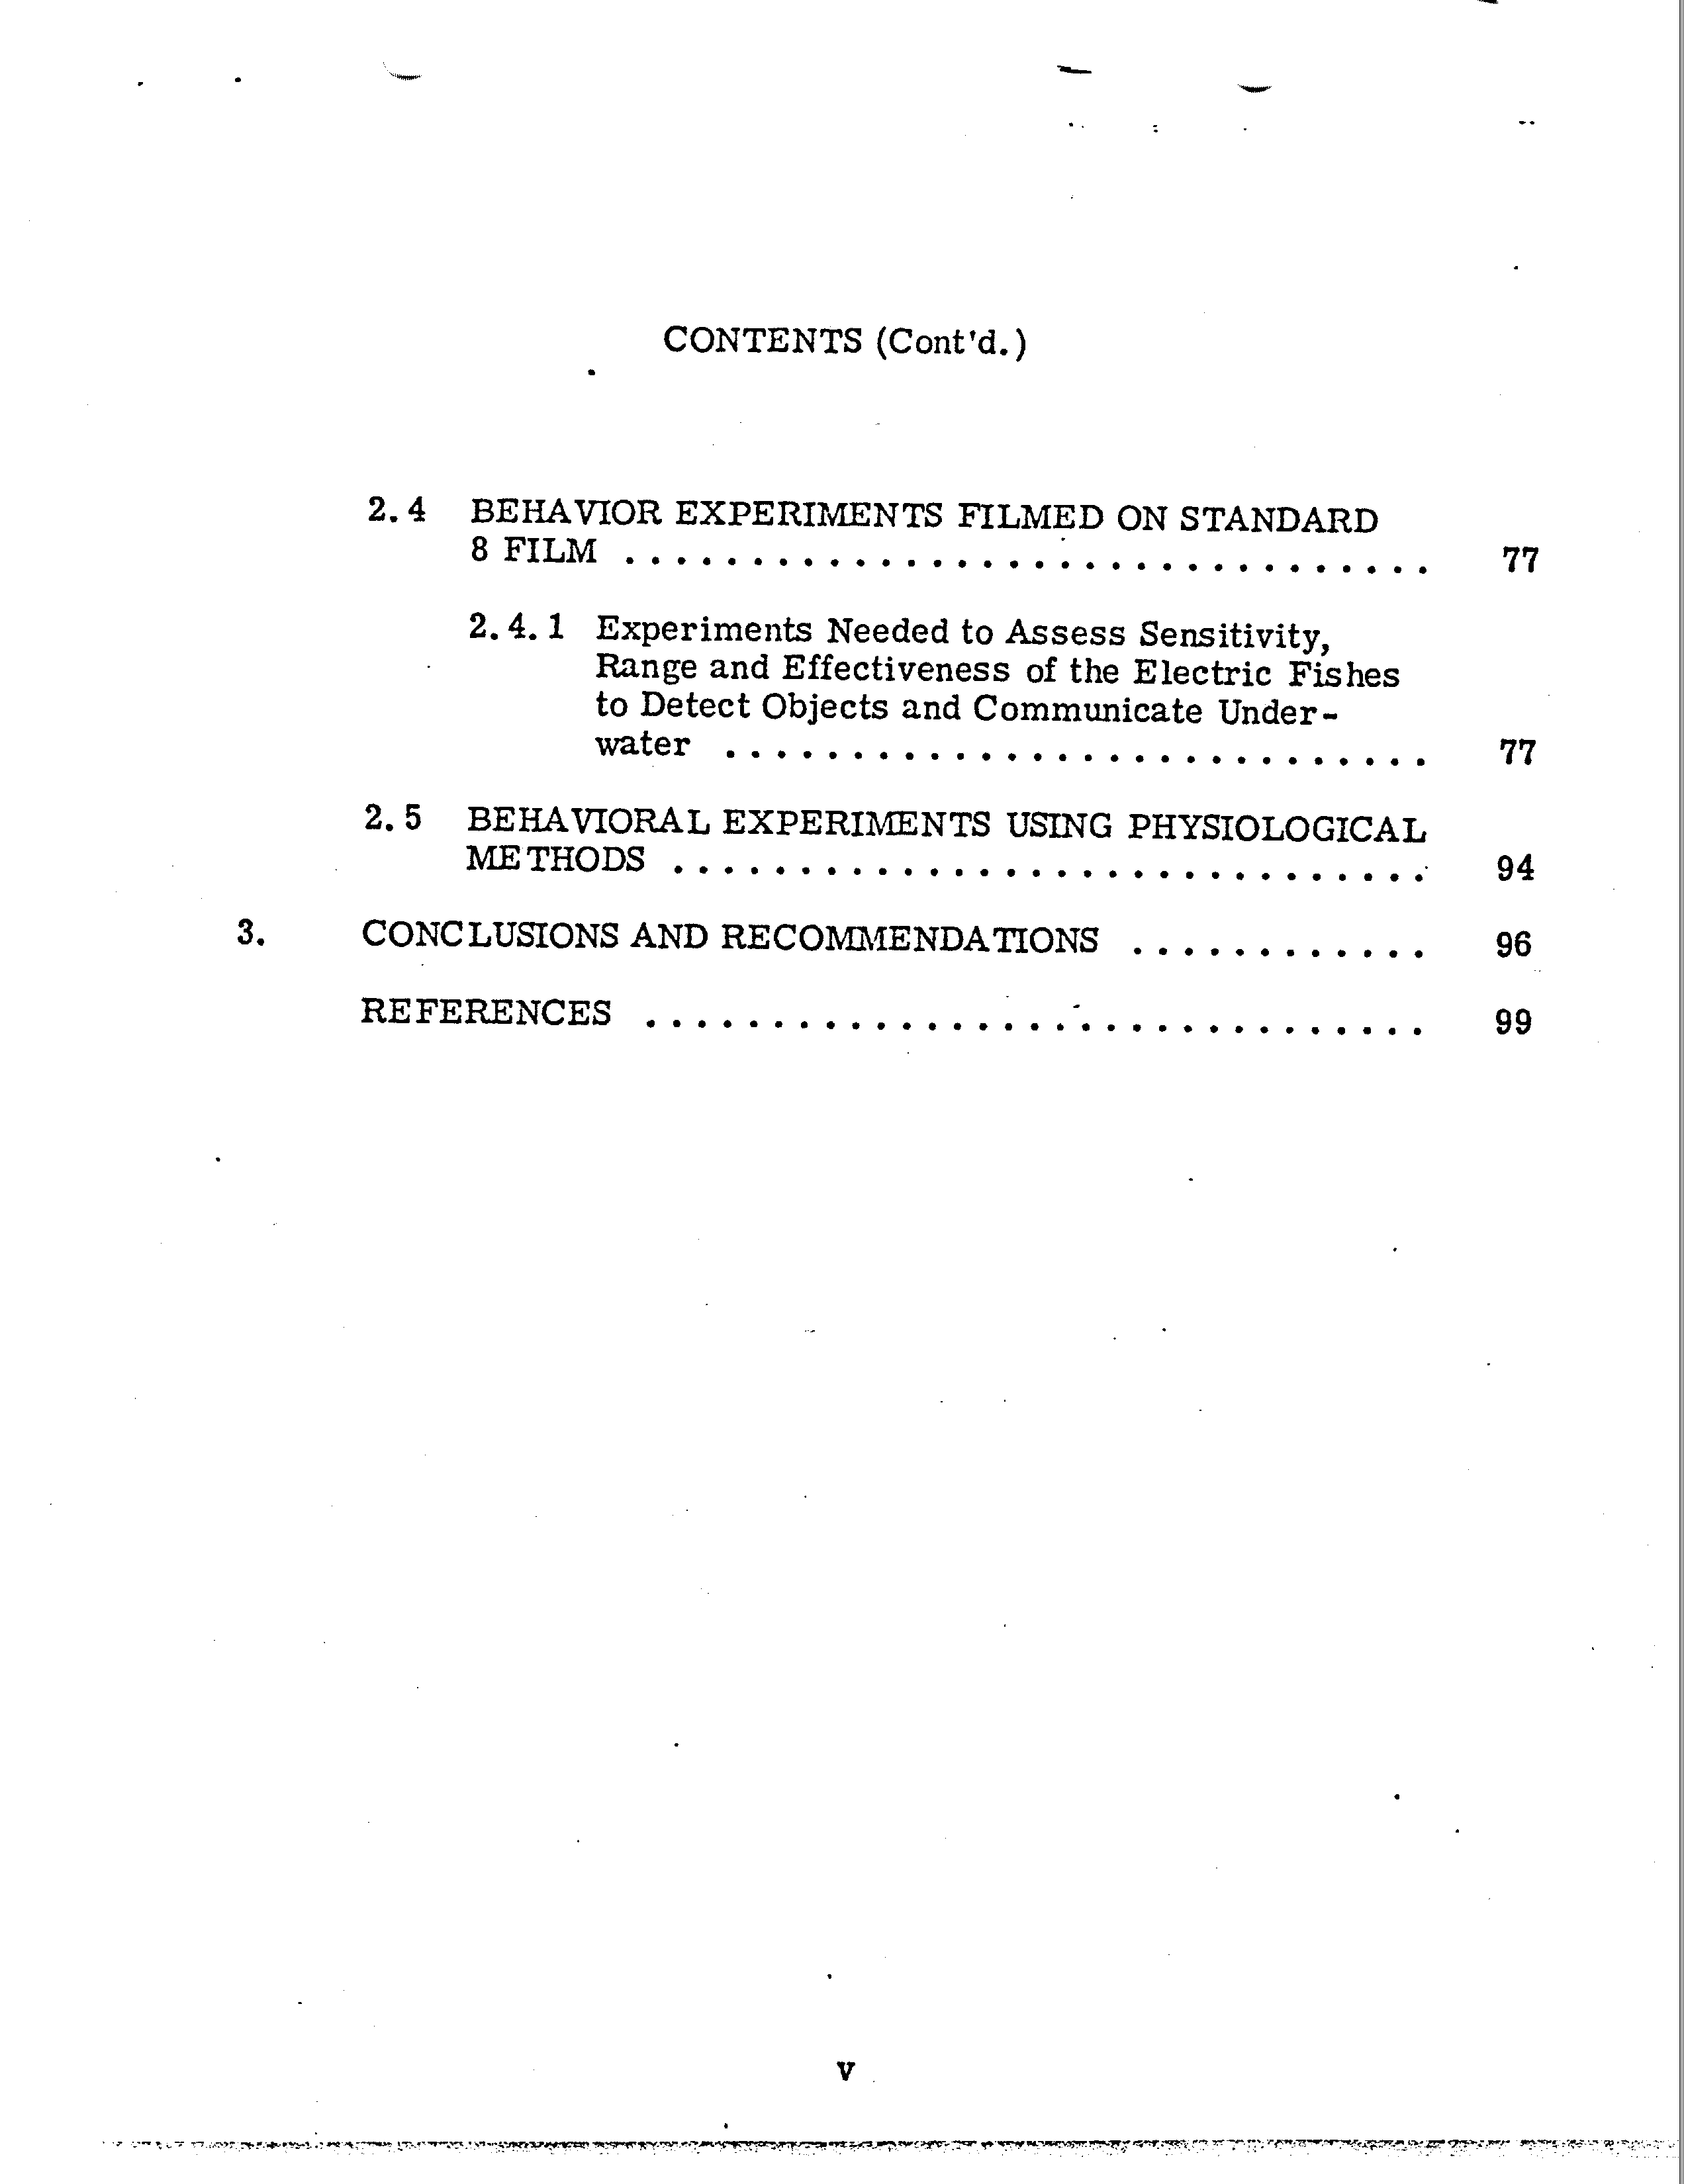 CONTENTS (Cont'd.)
2.4 BEHAVIOR EXPERIMENTS FILMED ON STANDARD
8 FILM ................................ 77
2.4.1 Experiments Needed to Assess Sensitivity,
Range and Effectiveness of the Electric Fishes
to Detect Objects and Communicate Under-
water ............................ 77
2.5 BEHAVIORAL EXPERIMENTS USING PHYSIOLOGICAL
METHODS .............................. 94
3. CONCLUSIONS AND RECOMMENDATIONS ............ 96
REFERENCES ............................... 99
v